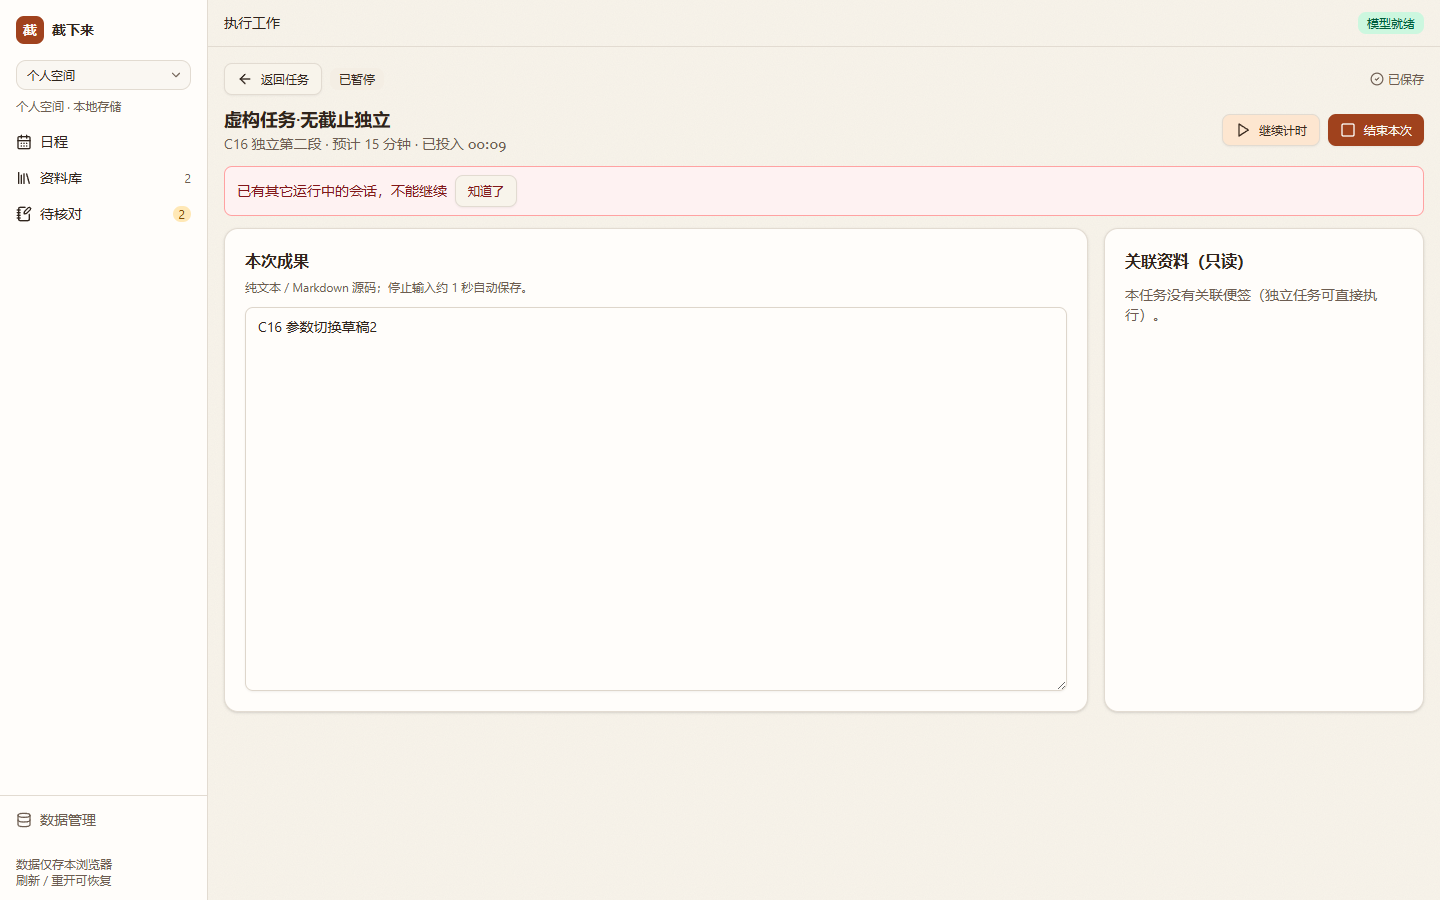 截 截下来
个人空间
个人空间 · 本地存储
日程
资料库 2
待核对 2
数据管理
数据仅存本浏览器
刷新 / 重开可恢复
执行工作
模型就绪
返回任务
已暂停
已保存
虚构任务·无截止独立
C16 独立第二段 · 预计 15 分钟 · 已投入 00:09
继续计时
结束本次
已有其它运行中的会话，不能继续
知道了
本次成果
纯文本 / Markdown 源码；停止输入约 1 秒自动保存。
C16 参数切换草稿2
关联资料（只读）
本任务没有关联便签（独立任务可直接执
行）。